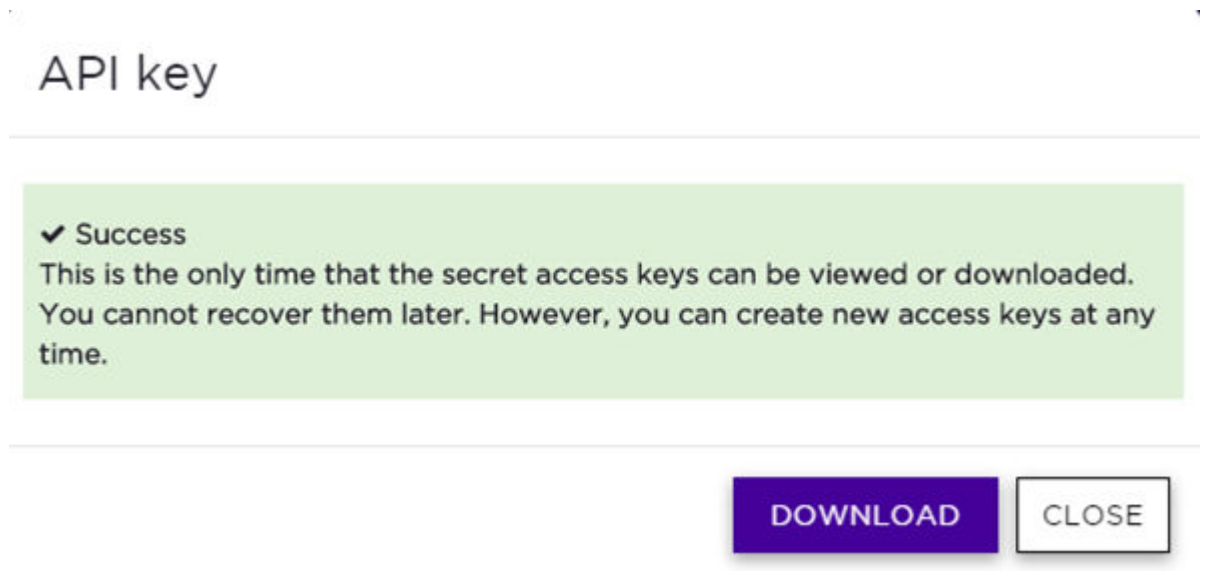 API key
✔ Success
This is the only time that the secret access keys can be viewed or downloaded.
You cannot recover them later. However, you can create new access keys at any
time.
DOWNLOAD
CLOSE